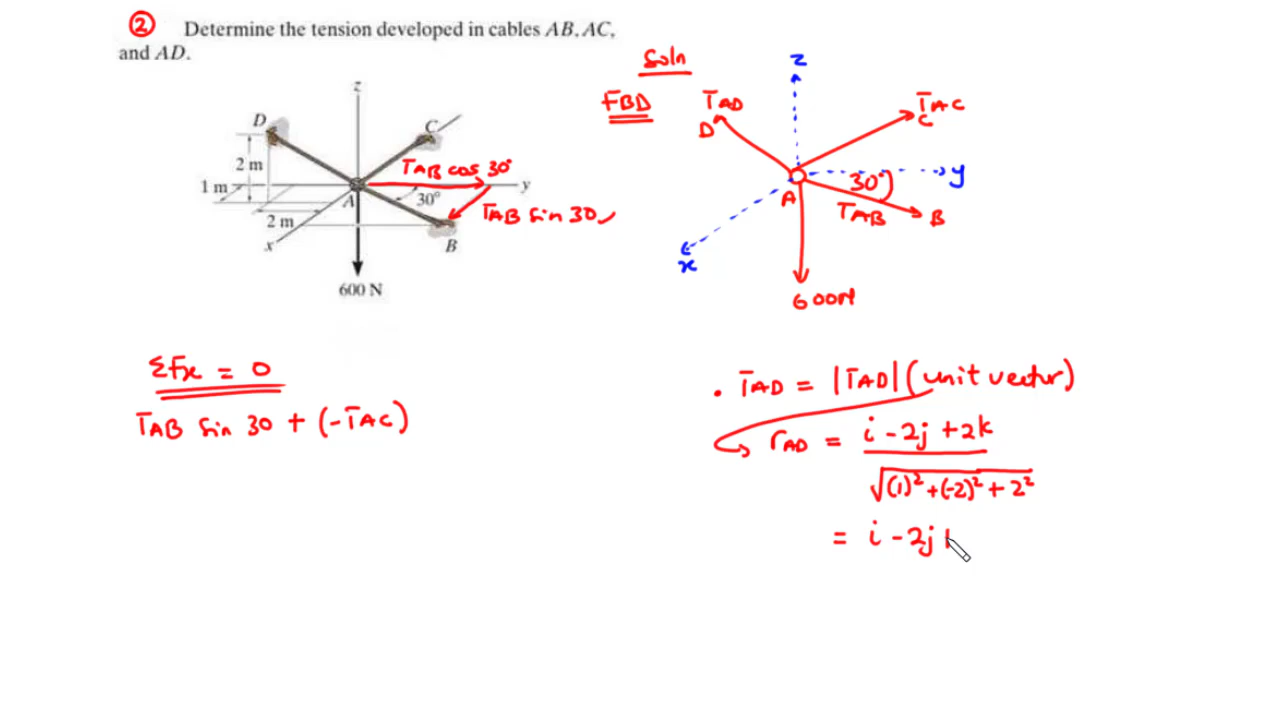 ② Determine the tension developed in cables AB, AC,
and AD.
Soln
FBD
z
D
C
2 m
1 m
A
30°
y
2 m
x
B
600 N
TAB cos 30°
TAB Sin 30
z
TAD
D
TAC
C
y
30°
A
TAB
B
x
600N
ΣFx = 0
TAB Sin 30 + (-TAC)
. TAD = |TAD| (unit vector)
rAD = i - 2j + 2k
√(1)² + (-2)² + 2²
= i - 2j